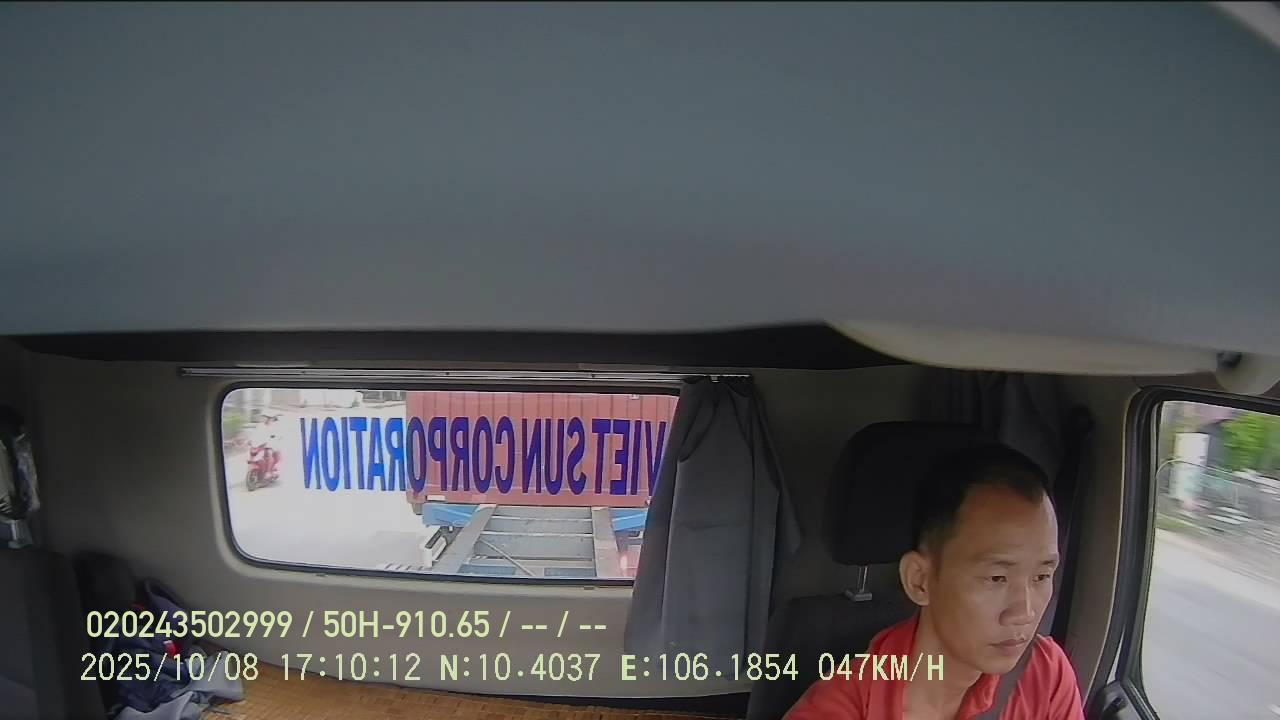 VIET SUN CORPORATION
020243502999 / 50H-910.65 / -- / --
2025/10/08 17:10:12 N:10.4037 E:106.1854 047KM/H